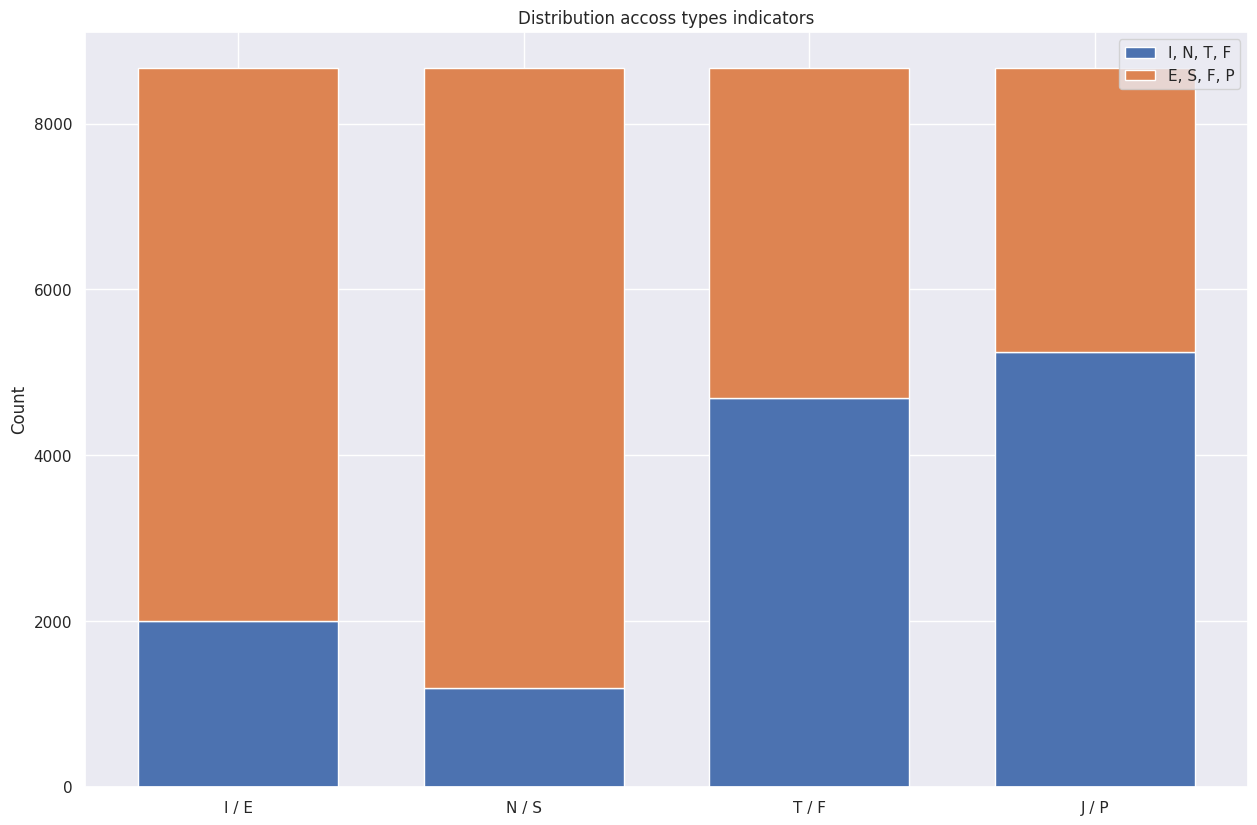 Distribution accoss types indicators
I, N, T, F
E, S, F, P
8000
6000
4000
2000
0
Count
I / E
N / S
T / F
J / P